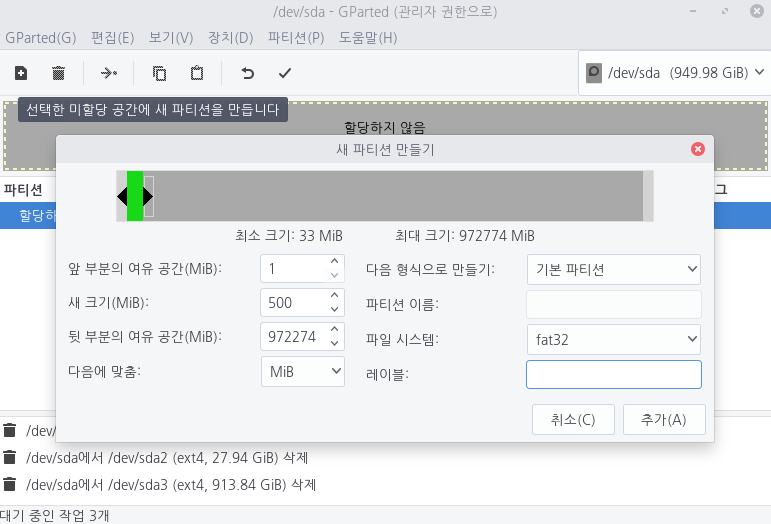 /dev/sda - GParted (관리자 권한으로)
GParted(G) 편집(E) 보기(V) 장치(D) 파티션(P) 도움말(H)
/dev/sda (949.98 GiB)
선택한 미할당 공간에 새 파티션을 만듭니다
할당하지 않음
새 파티션 만들기
파티션
그
할당하
최소 크기: 33 MiB 최대 크기: 972774 MiB
앞 부분의 여유 공간(MiB): 1 다음 형식으로 만들기: 기본 파티션
새 크기(MiB): 500 파티션 이름:
뒷 부분의 여유 공간(MiB): 972274 파일 시스템: fat32
다음에 맞춤: MiB 레이블:
취소(C) 추가(A)
/dev/
/dev/sda에서 /dev/sda2 (ext4, 27.94 GiB) 삭제
/dev/sda에서 /dev/sda3 (ext4, 913.84 GiB) 삭제
대기 중인 작업 3개